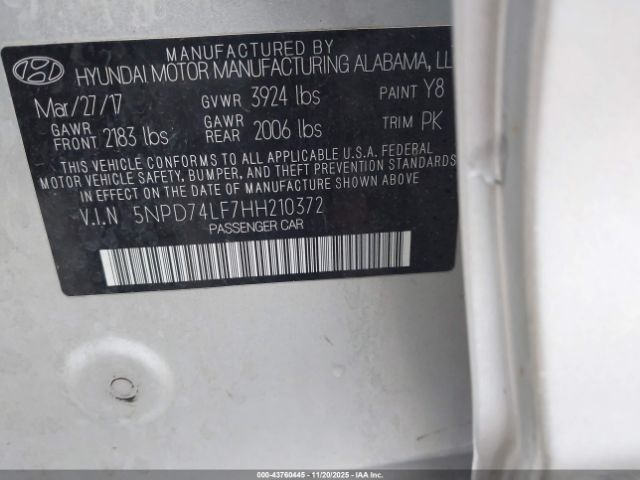 MANUFACTURED BY
HYUNDAI MOTOR MANUFACTURING ALABAMA, LL
Mar/27/17 GVWR 3924 lbs PAINT Y8
GAWR FRONT 2183 lbs GAWR REAR 2006 lbs TRIM PK
THIS VEHICLE CONFORMS TO ALL APPLICABLE U.S.A. FEDERAL
MOTOR VEHICLE SAFETY, BUMPER, AND THEFT PREVENTION STANDARDS
IN EFFECT ON THE DATE OF MANUFACTURE SHOWN ABOVE.
V.I.N 5NPD74LF7HH210372
PASSENGER CAR
000-43760445 - 11/20/2025 - IAAI.COM